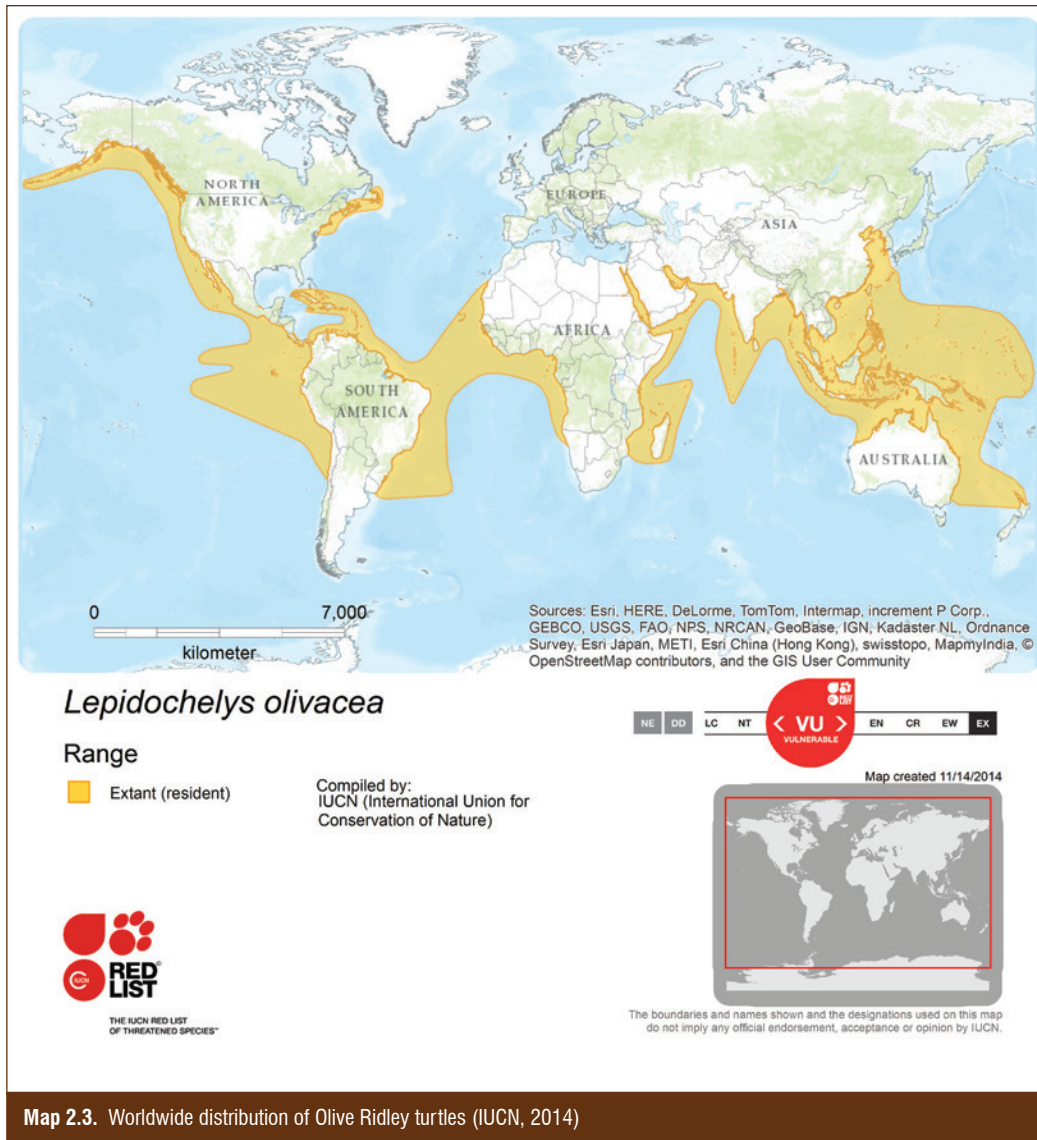 NORTH
AMERICA
EUROPE
ASIA
AFRICA
SOUTH
AMERICA
AUSTRALIA
0 7,000
kilometer
Sources: Esri, HERE, DeLorme, TomTom, Intermap, increment P Corp.,
GEBCO, USGS, FAO, NPS, NRCAN, GeoBase, IGN, Kadaster NL, Ordnance
Survey, Esri Japan, METI, Esri China (Hong Kong), swisstopo, MapmyIndia, ©
OpenStreetMap contributors, and the GIS User Community
Lepidochelys olivacea
Range
Extant (resident)
Compiled by:
IUCN (International Union for
Conservation of Nature)
RED
LIST
NE DD LC NT < VU > EN CR EW EX
VULNERABLE
Map created 11/14/2014
IUCN
RED©
LIST
THE IUCN RED LIST
OF THREATENED SPECIES™
The boundaries and names shown and the designations used on this map
do not imply any official endorsement, acceptance or opinion by IUCN.
Map 2.3. Worldwide distribution of Olive Ridley turtles (IUCN, 2014)